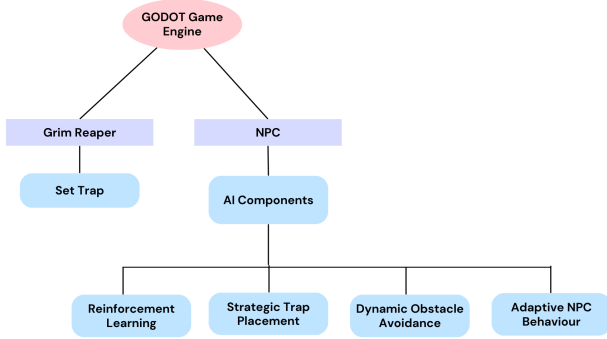 GODOT Game
Engine
Grim Reaper
NPC
Set Trap
AI Components
Reinforcement
Learning
Strategic Trap
Placement
Dynamic Obstacle
Avoidance
Adaptive NPC
Behaviour